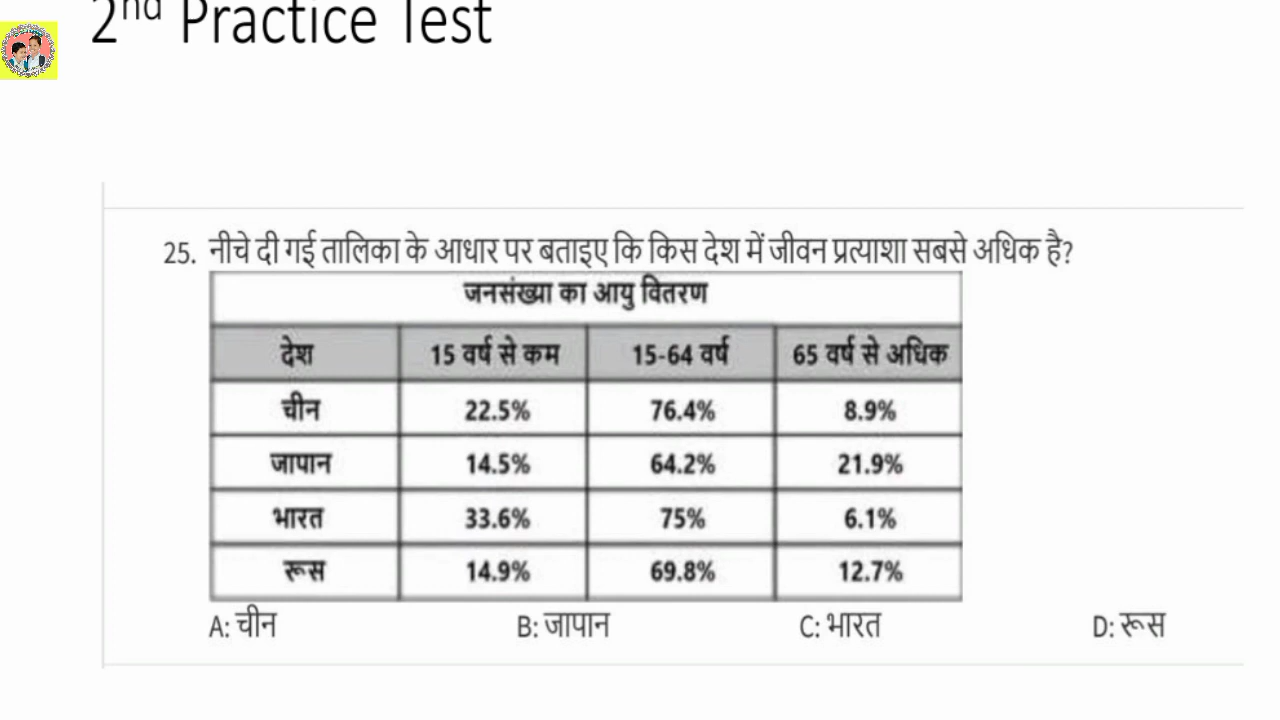 2nd Practice Test
25. नीचे दी गई तालिका के आधार पर बताइए कि किस देश में जीवन प्रत्याशा सबसे अधिक है?
जनसंख्या का आयु वितरण
देश 15 वर्ष से कम 15-64 वर्ष 65 वर्ष से अधिक
चीन 22.5% 76.4% 8.9%
जापान 14.5% 64.2% 21.9%
भारत 33.6% 75% 6.1%
रूस 14.9% 69.8% 12.7%
A: चीन B: जापान C: भारत D: रूस